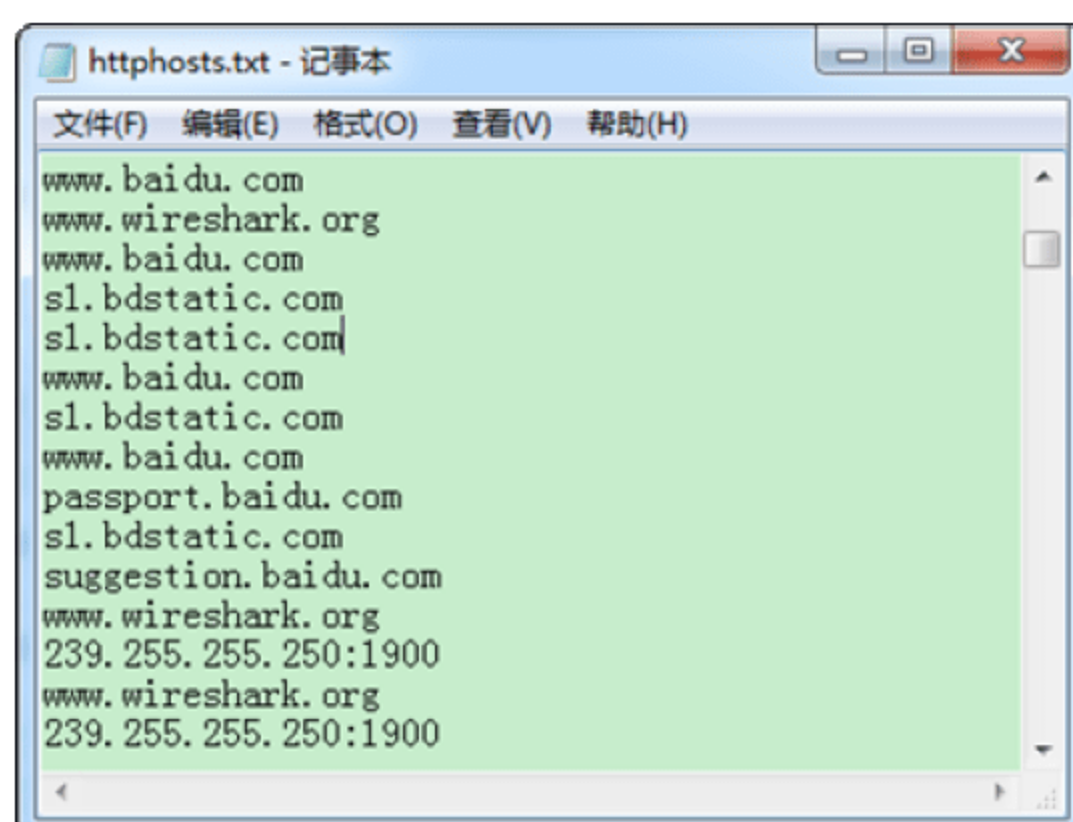 httphosts.txt - 记事本
文件(F) 编辑(E) 格式(O) 查看(V) 帮助(H)
www.baidu.com
www.wireshark.org
www.baidu.com
s1.bdstatic.com
s1.bdstatic.com
www.baidu.com
s1.bdstatic.com
www.baidu.com
passport.baidu.com
s1.bdstatic.com
suggestion.baidu.com
www.wireshark.org
239.255.255.250:1900
www.wireshark.org
239.255.255.250:1900